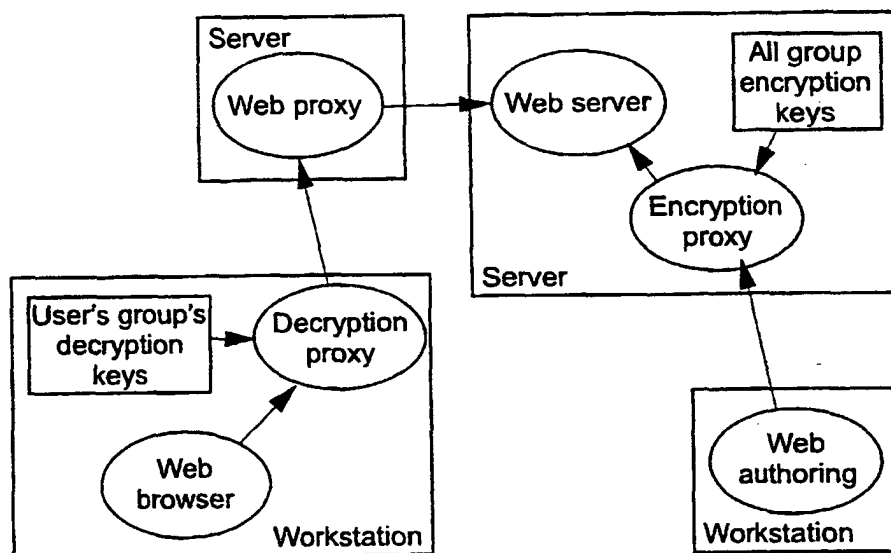 Server
Web proxy
Web server
All group
encryption
keys
Encryption
proxy
Server
User's group's
decryption
keys
Decryption
proxy
Web
browser
Workstation
Web
authoring
Workstation